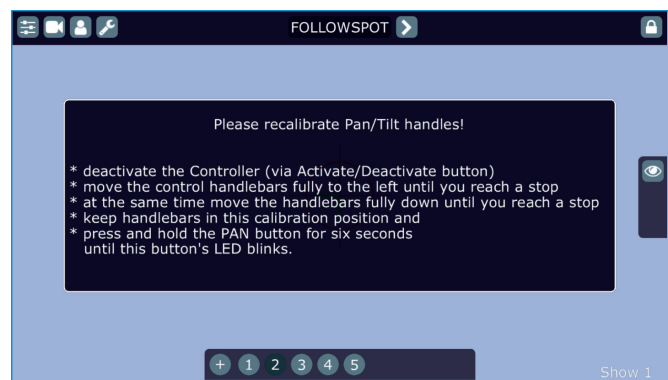 FOLLOWSPOT
Please recalibrate Pan/Tilt handles!
* deactivate the Controller (via Activate/Deactivate button)
* move the control handlebars fully to the left until you reach a stop
* at the same time move the handlebars fully down until you reach a stop
* keep handlebars in this calibration position and
* press and hold the PAN button for six seconds
until this button's LED blinks.
+ 1 2 3 4 5
Show 1